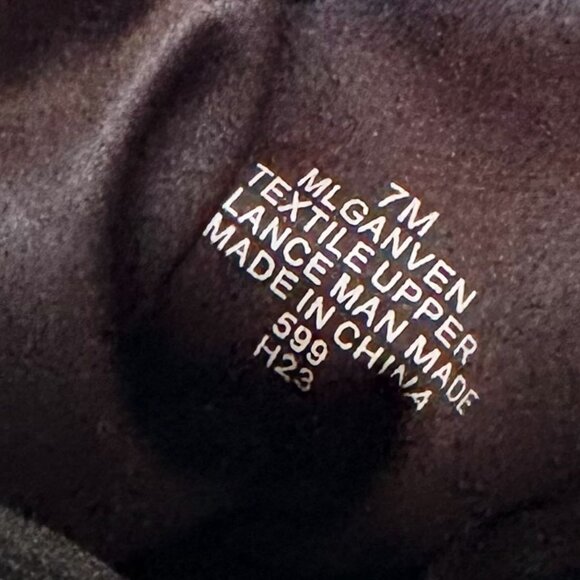 7M
MLGANVEN
TEXTILE UPPER
LANCE MAN MADE
MADE IN CHINA
599
H23